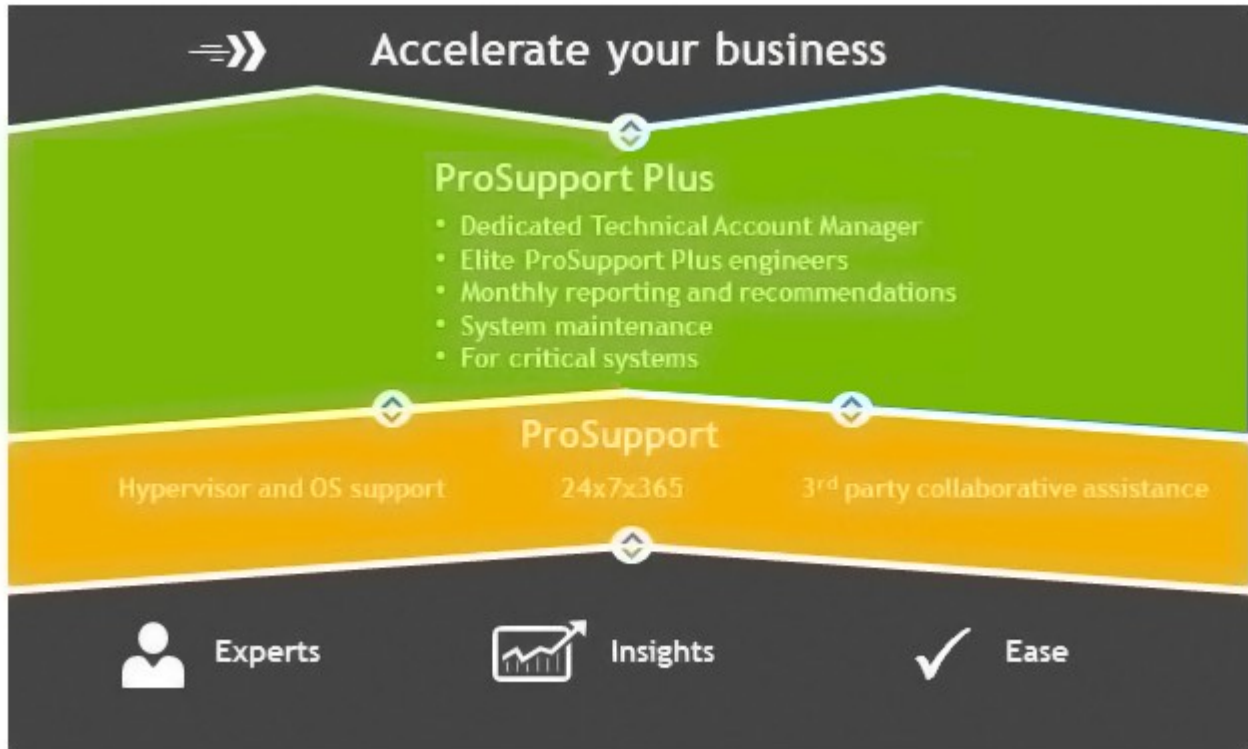 Accelerate your business
ProSupport Plus
• Dedicated Technical Account Manager
• Elite ProSupport Plus engineers
• Monthly reporting and recommendations
• System maintenance
• For critical systems
ProSupport
Hypervisor and OS support 24x7x365 3rd party collaborative assistance
Experts Insights Ease